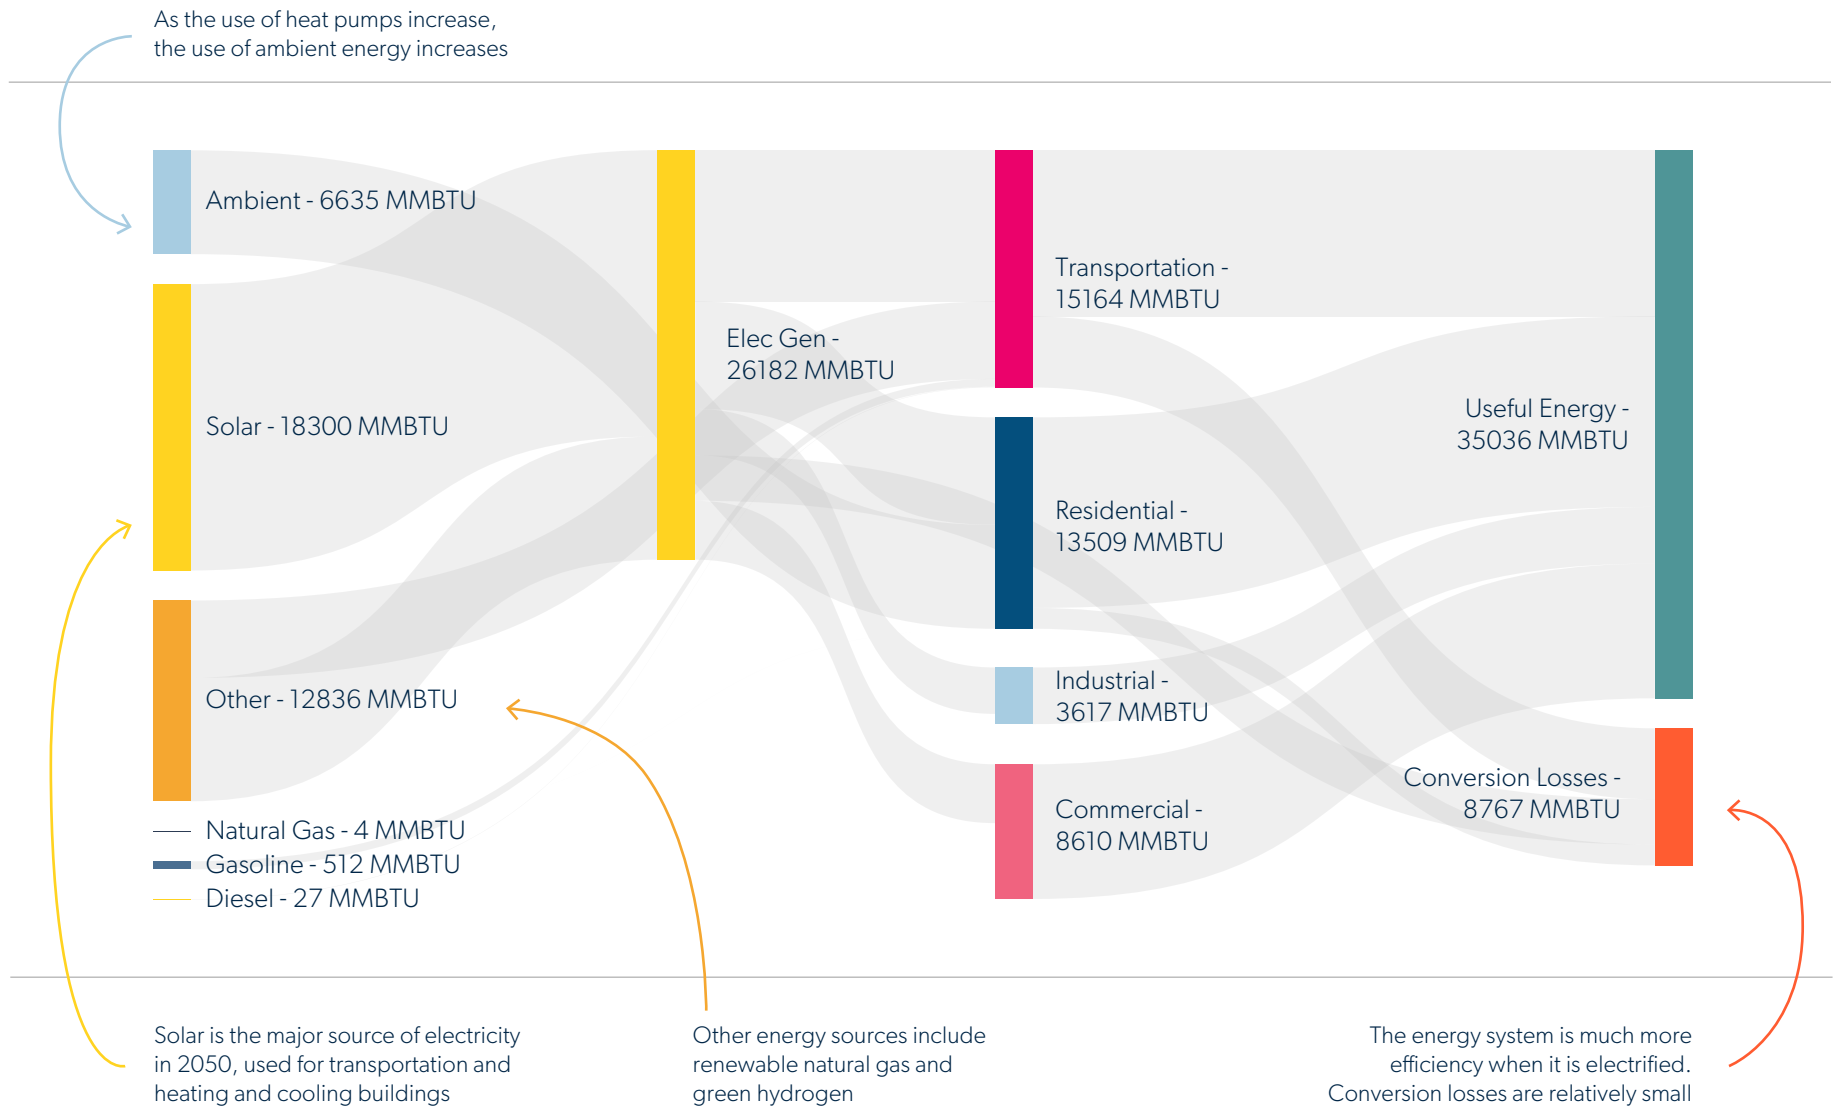 As the use of heat pumps increase,
the use of ambient energy increases
Ambient - 6635 MMBTU
Solar - 18300 MMBTU
Other - 12836 MMBTU
Natural Gas - 4 MMBTU
Gasoline - 512 MMBTU
Diesel - 27 MMBTU
Elec Gen -
26182 MMBTU
Transportation -
15164 MMBTU
Residential -
13509 MMBTU
Industrial -
3617 MMBTU
Commercial -
8610 MMBTU
Useful Energy -
35036 MMBTU
Conversion Losses -
8767 MMBTU
Solar is the major source of electricity
in 2050, used for transportation and
heating and cooling buildings
Other energy sources include
renewable natural gas and
green hydrogen
The energy system is much more
efficiency when it is electrified.
Conversion losses are relatively small